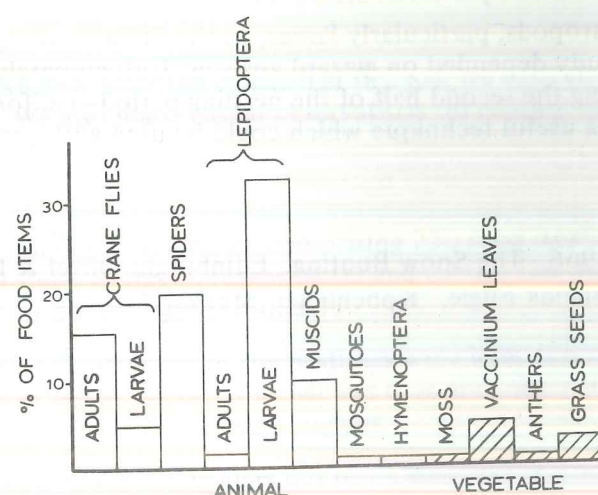 LEPIDOPTERA
CRANE FLIES
% OF FOOD ITEMS
30
20
10
ADULTS
LARVAE
SPIDERS
ADULTS
LARVAE
MUSCIDS
MOSQUITOES
HYMENOPTERA
MOSS
VACCINIUM LEAVES
ANTHERS
GRASS SEEDS
ANIMAL
VEGETABLE